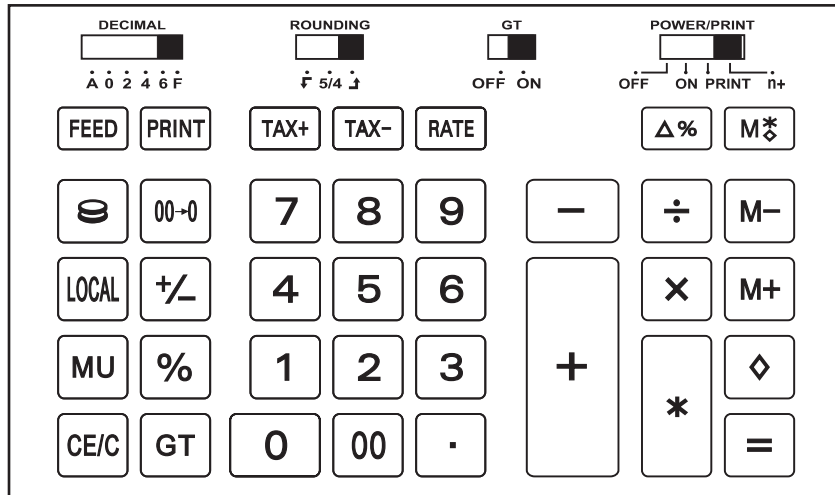 DECIMAL ROUNDING GT POWER/PRINT
A 0 2 4 6 F 5/4 OFF ON OFF ON PRINT n+
FEED PRINT TAX+ TAX- RATE △% M*◇
00→0 7 8 9 − ÷ M−
LOCAL +/− 4 5 6 + × M+
MU % 1 2 3 * ◇
CE/C GT 0 00 . =